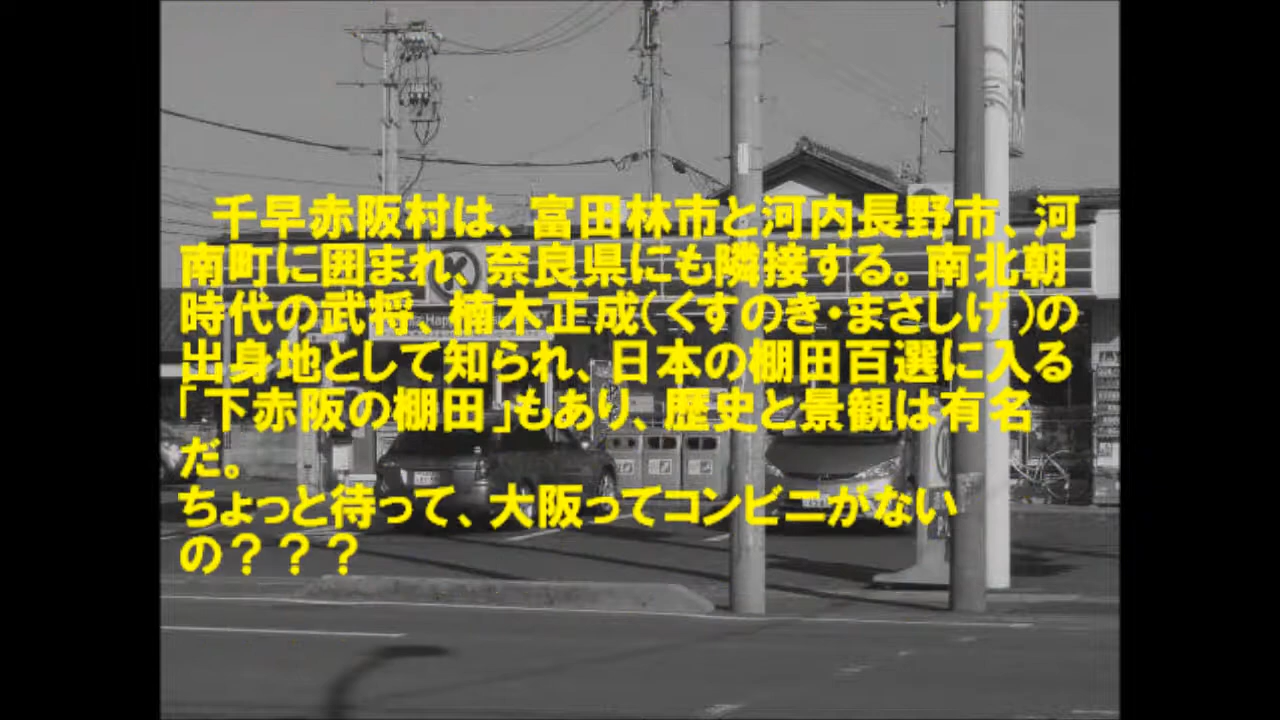 千早赤阪村は、富田林市と河内長野市、河
南町に囲まれ、奈良県にも隣接する。南北朝
時代の武将、楠木正成(くすのき・まさしげ)の
出身地として知られ、日本の棚田百選に入る
「下赤阪の棚田」もあり、歴史と景観は有名
だ。
ちょっと待って、大阪ってコンビニがない
の？？？